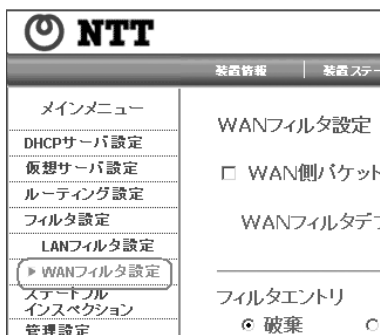 NTT
装置情報
装置ステー
メインメニュー
DHCPサーバ設定
仮想サーバ設定
ルーティング設定
フィルタ設定
LANフィルタ設定
WANフィルタ設定
ステートフル
インスペクション
管理設定
WANフィルタ設定
WAN側パケット
WANフィルタデフ
フィルタエントリ
破棄